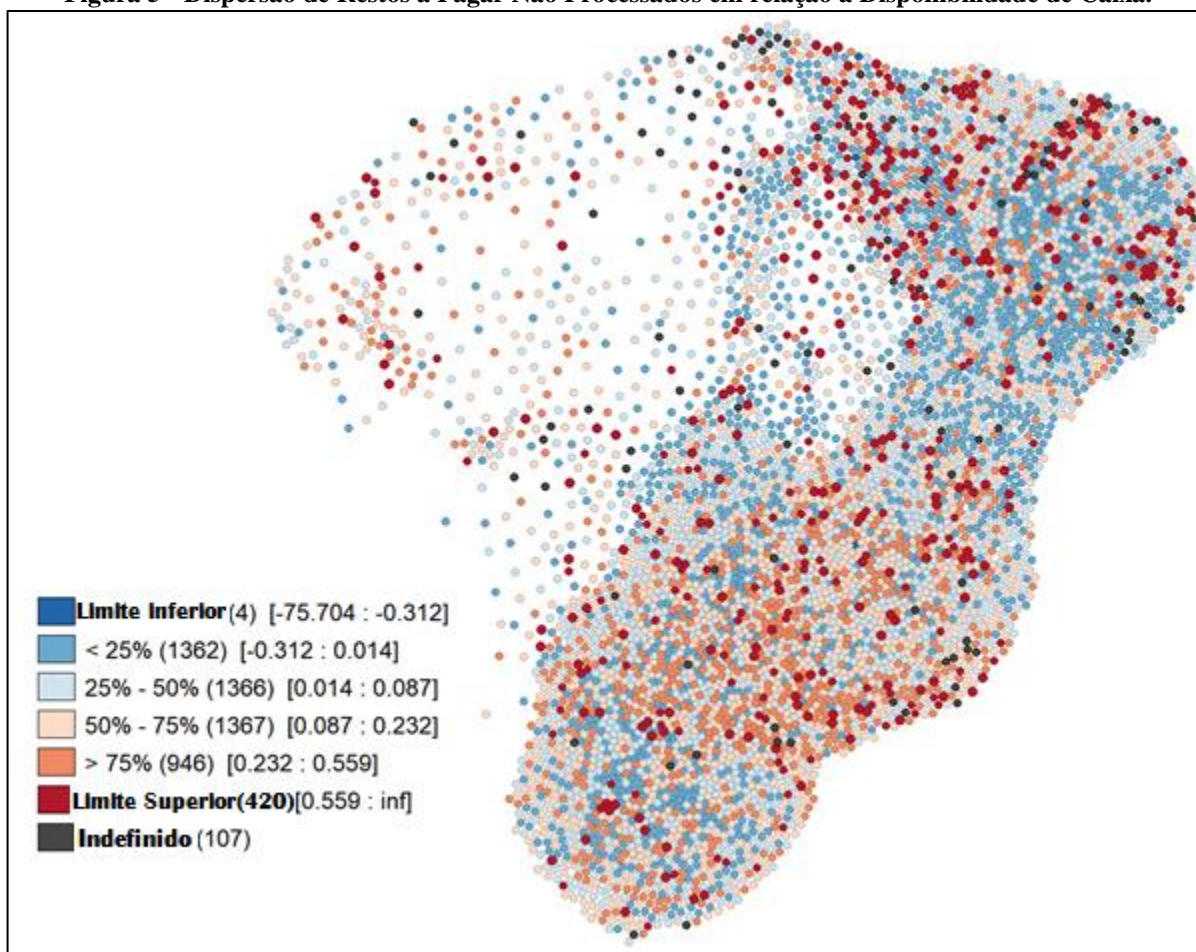 Figura 3 - Dispersão de Restos a Pagar Não Processados em relação à Disponibilidade de Caixa.
Limite Inferior(4) [-75.704 : -0.312]
< 25% (1362) [-0.312 : 0.014]
25% - 50% (1366) [0.014 : 0.087]
50% - 75% (1367) [0.087 : 0.232]
> 75% (946) [0.232 : 0.559]
Limite Superior(420)[0.559 : inf]
Indefinido (107)